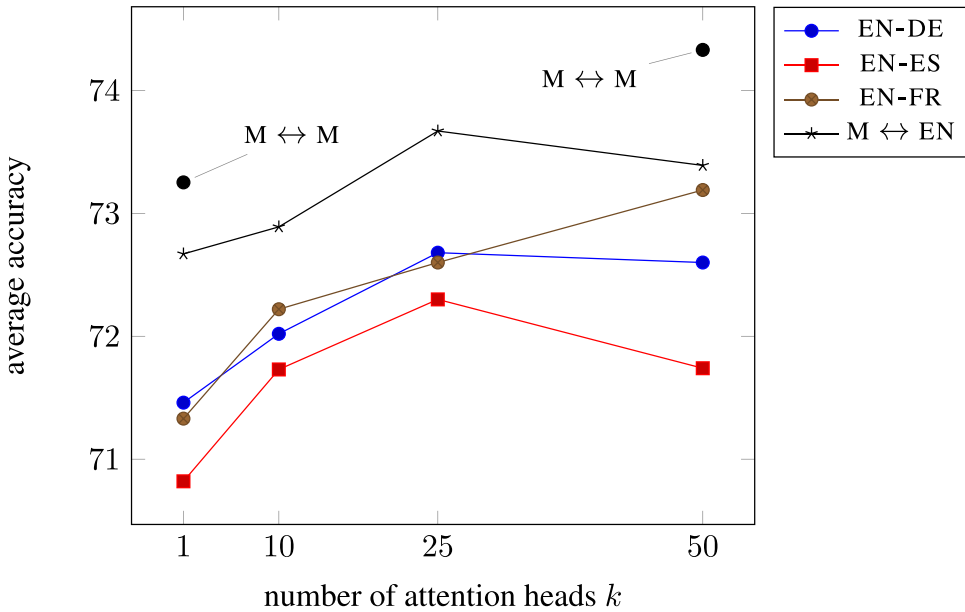 EN-DE
EN-ES
EN-FR
M ↔ EN
74
73
72
71
M ↔ M
M ↔ M
average accuracy
1
10
25
50
number of attention heads k